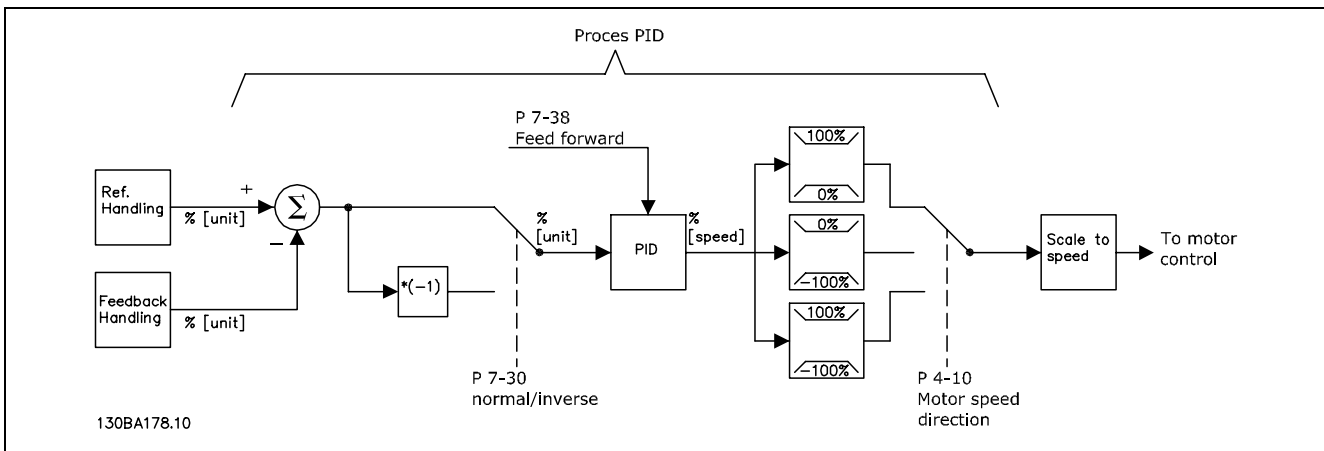 Proces PID
P 7-38
Feed forward
Ref.
Handling
+
% [unit]
Σ
−
Feedback
Handling
% [unit]
*(−1)
P 7-30
normal/inverse
%
[unit]
PID
%
[speed]
100%
0%
0%
−100%
100%
−100%
P 4-10
Motor speed
direction
Scale to
speed
To motor
control
130BA178.10